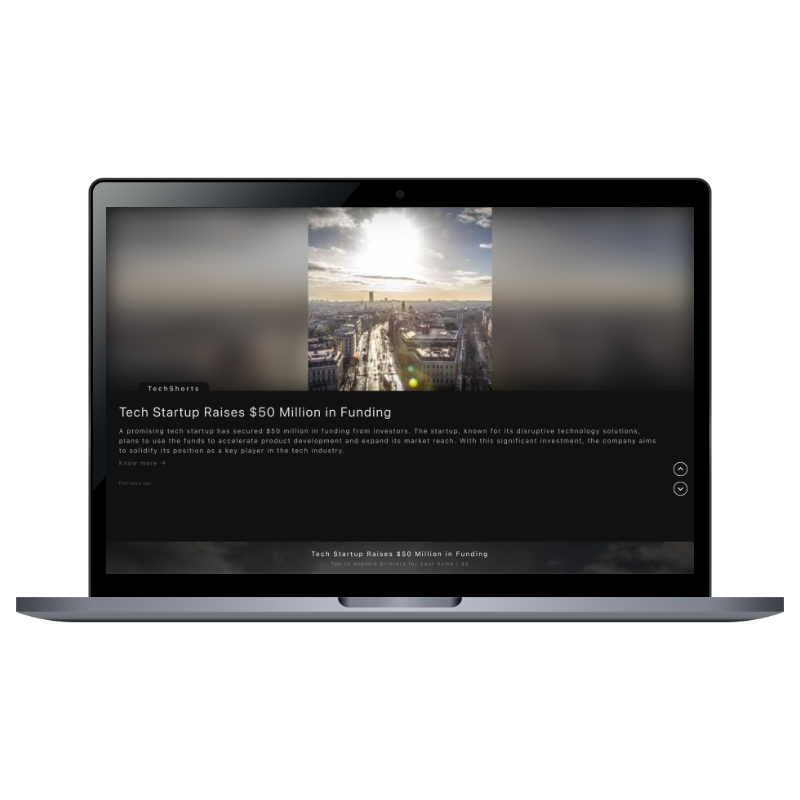 TechShorts
Tech Startup Raises $50 Million in Funding
A promising tech startup has secured $50 million in funding from investors. The startup, known for its disruptive technology solutions,
plans to use the funds to accelerate product development and expand its market reach. With this significant investment, the company aims
to solidify its position as a key player in the tech industry.
Know more →
Few hours ago
Tech Startup Raises $50 Million in Funding
Tap to explore printers for your home | ad